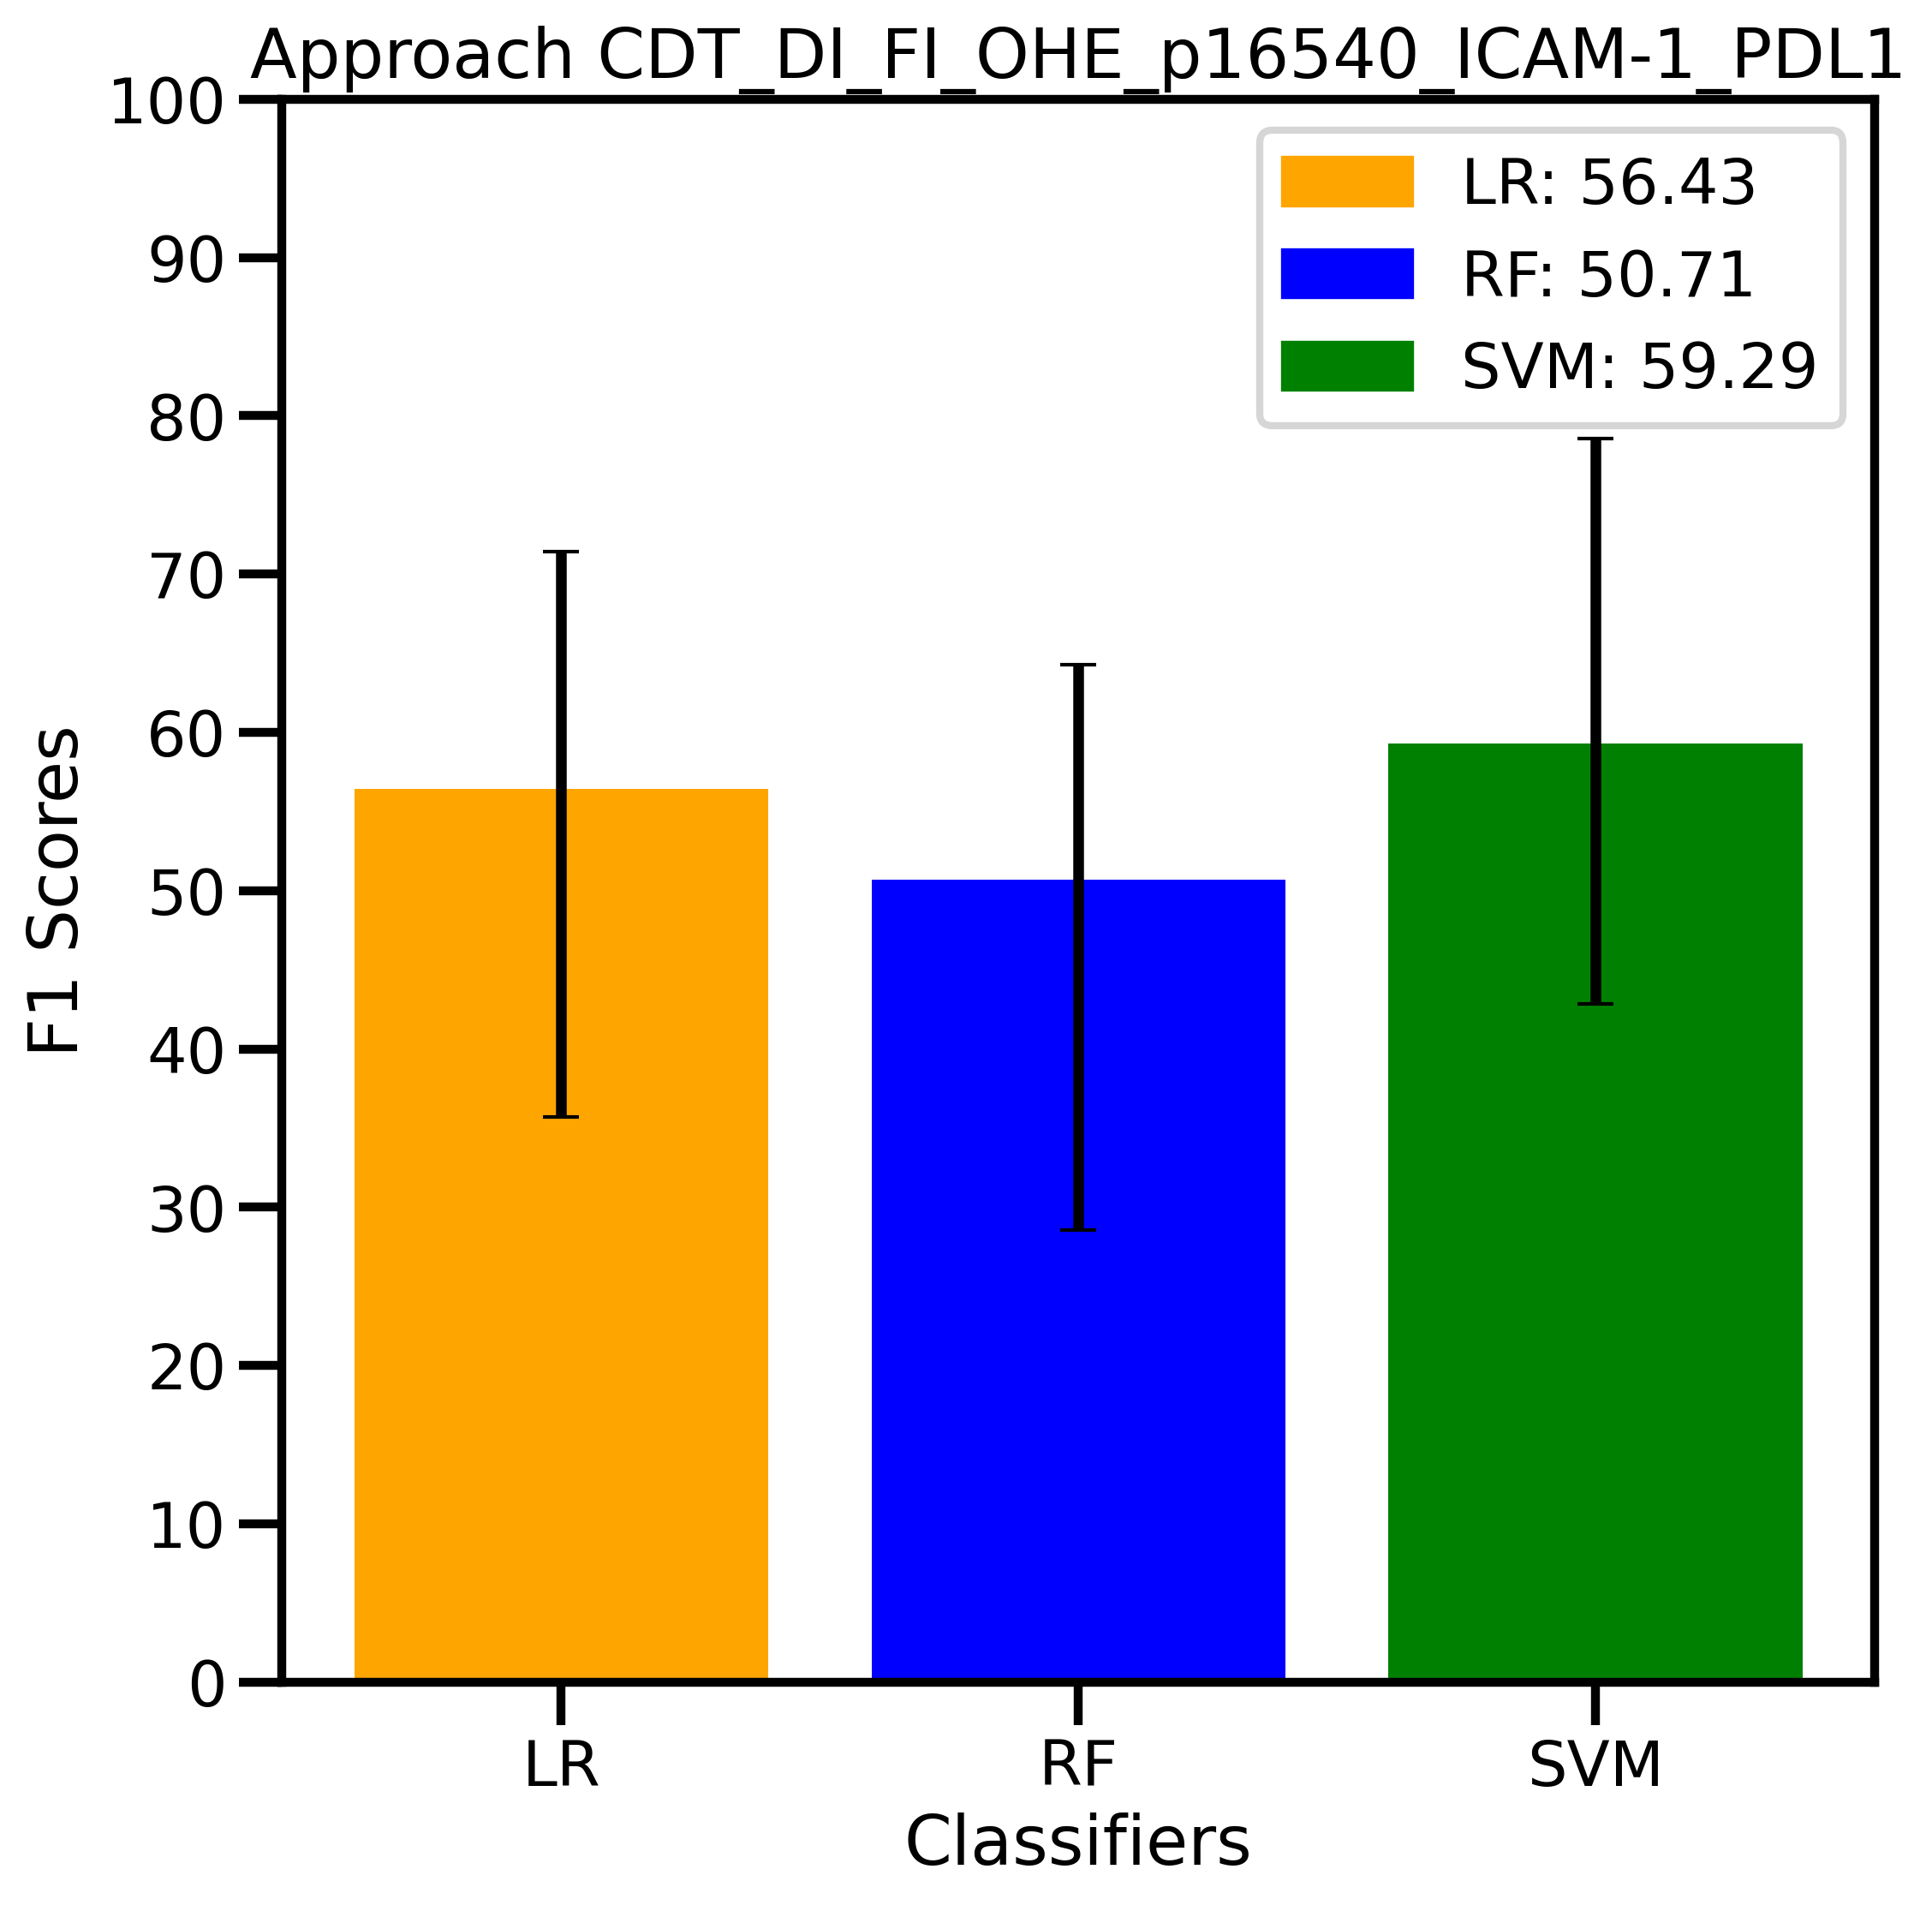 Approach CDT_DI_FI_OHE_p16540_ICAM-1_PDL1
100
90
80
70
60
50
40
30
20
10
0
F1 Scores
LR: 56.43
RF: 50.71
SVM: 59.29
LR
RF
SVM
Classifiers